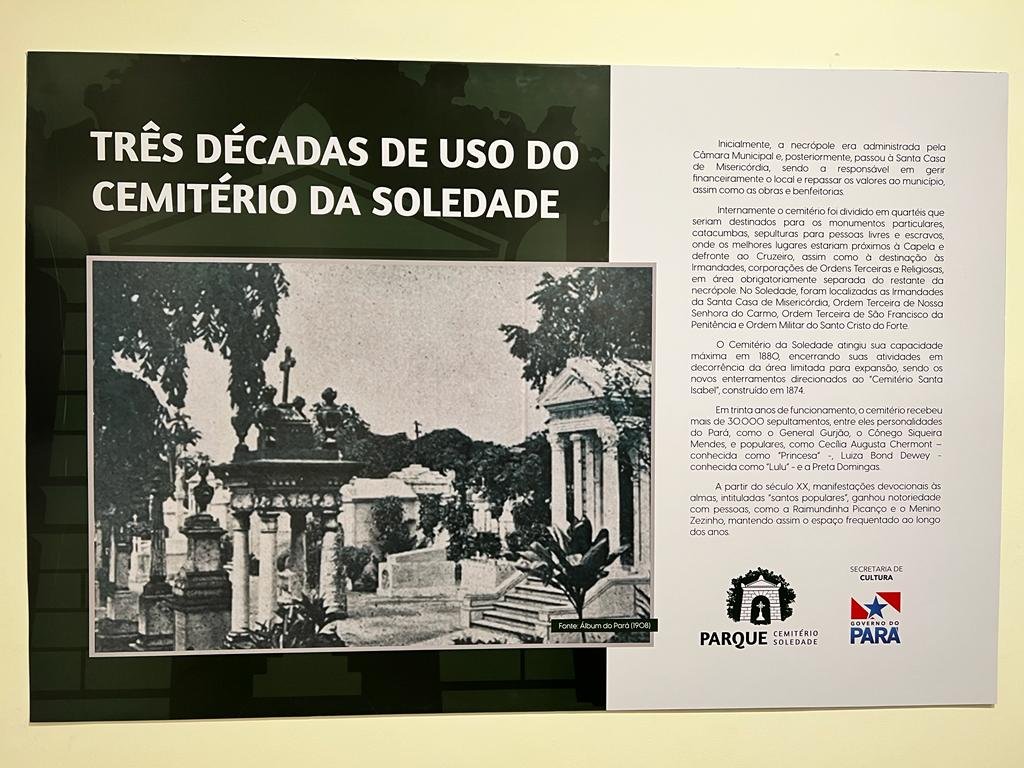 TRÊS DÉCADAS DE USO DO
CEMITÉRIO DA SOLEDADE
Fonte: Álbum do Pará (1908)
Inicialmente, a necrópole era administrada pela
Câmara Municipal e, posteriormente, passou à Santa Casa
de Misericórdia, sendo a responsável em gerir
financeiramente o local e repassar os valores ao município,
assim como as obras e benfeitorias.
Internamente o cemitério foi dividido em quartéis que
seriam destinados para os monumentos particulares,
catacumbas, sepulturas para pessoas livres e escravos,
onde os melhores lugares estariam próximos à Capela e
defronte ao Cruzeiro, assim como à destinação às
Irmandades, corporações de Ordens Terceiras e Religiosas,
em área obrigatoriamente separada do restante da
necrópole. No Soledade, foram localizadas as Irmandades
da Santa Casa de Misericórdia, Ordem Terceira de Nossa
Senhora do Carmo, Ordem Terceira de São Francisco da
Penitência e Ordem Militar do Santo Cristo do Forte.
O Cemitério da Soledade atingiu sua capacidade
máxima em 1880, encerrando suas atividades em
decorrência da área limitada para expansão, sendo os
novos enterramentos direcionados ao "Cemitério Santa
Isabel", construído em 1874.
Em trinta anos de funcionamento, o cemitério recebeu
mais de 30.000 sepultamentos, entre eles personalidades
do Pará, como o General Gurjão, o Cônego Siqueira
Mendes, e populares, como Cecília Augusta Chermont –
conhecida como "Princesa" -, Luiza Bond Dewey -
conhecida como "Lulu" - e a Preta Domingas.
A partir do século XX, manifestações devocionais às
almas, intituladas "santos populares", ganhou notoriedade
com pessoas, como a Raimundinha Picanço e o Menino
Zezinho, mantendo assim o espaço frequentado ao longo
dos anos.
PARQUE CEMITÉRIO
SOLEDADE
SECRETARIA DE
CULTURA
GOVERNO DO
PARÁ